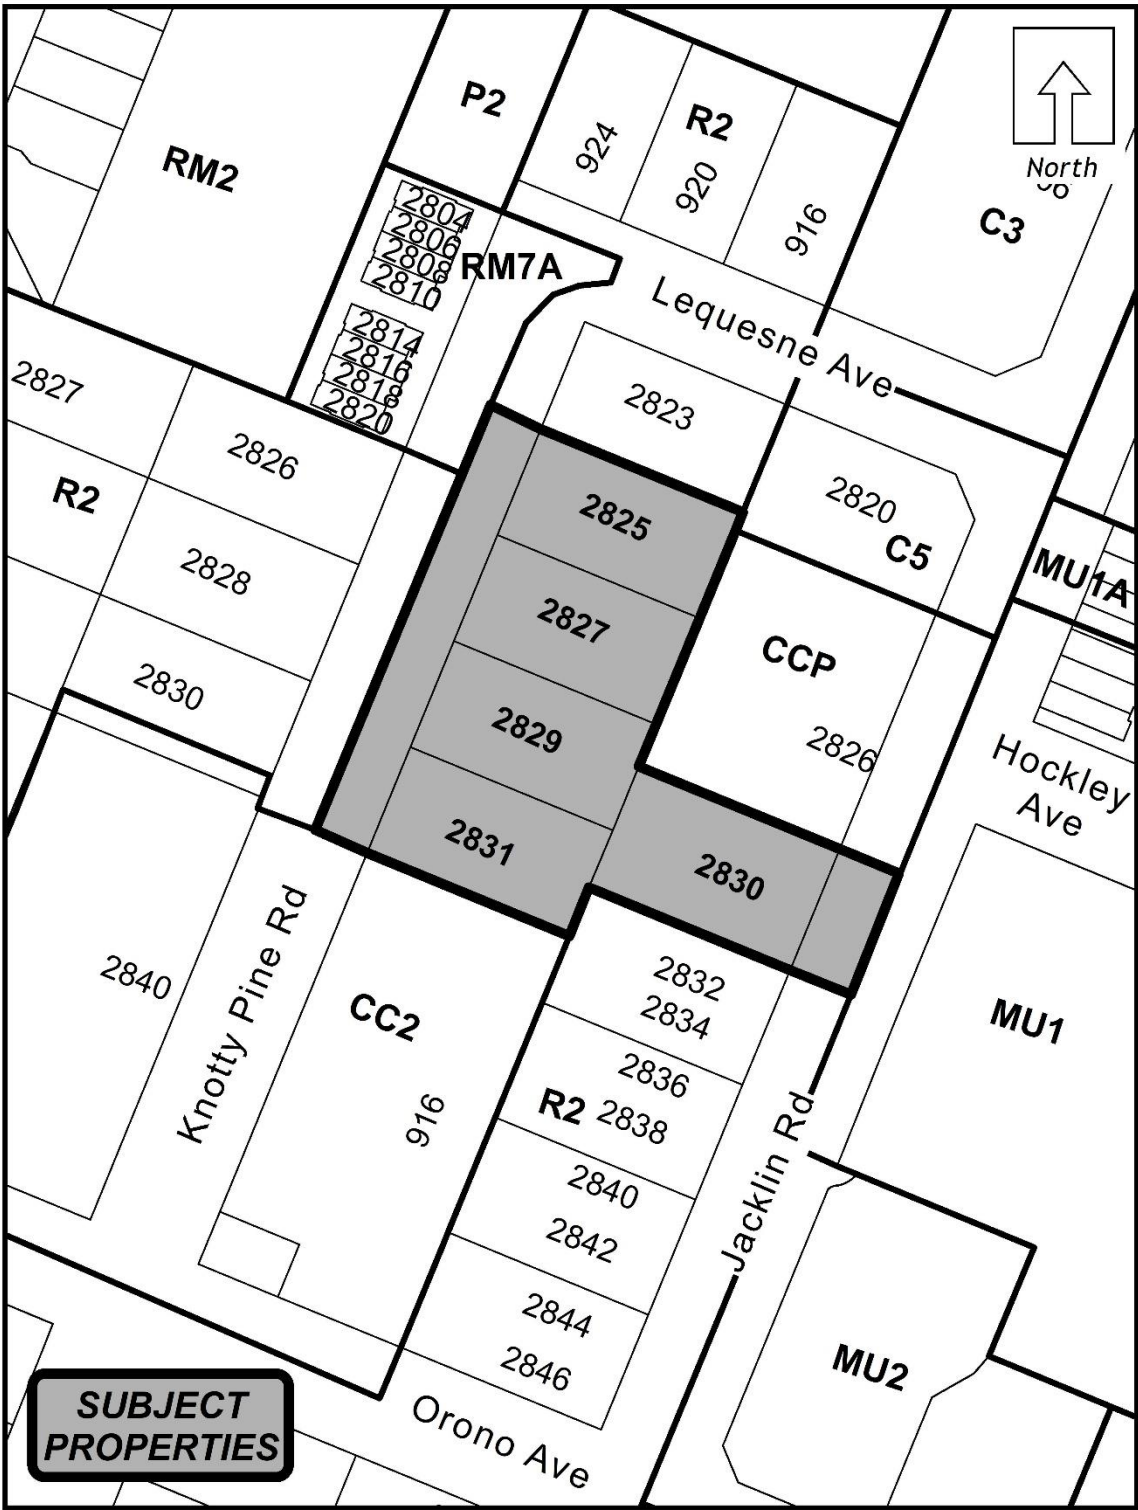 P2
R2
924
920
916
RM2
North
C3
2804
2806
2808
2810
RM7A
2814
2816
2818
2820
Lequesne Ave
2827
2826
2823
R2
2828
2830
2825
2827
2829
2831
2820
C5
MU1A
CCP
2826
Hockley
Ave
2830
2840
Knotty Pine Rd
CC2
916
2832
2834
2836
R2
2838
2840
2842
2844
2846
Jacklin Rd
MU1
MU2
Orono Ave
SUBJECT
PROPERTIES